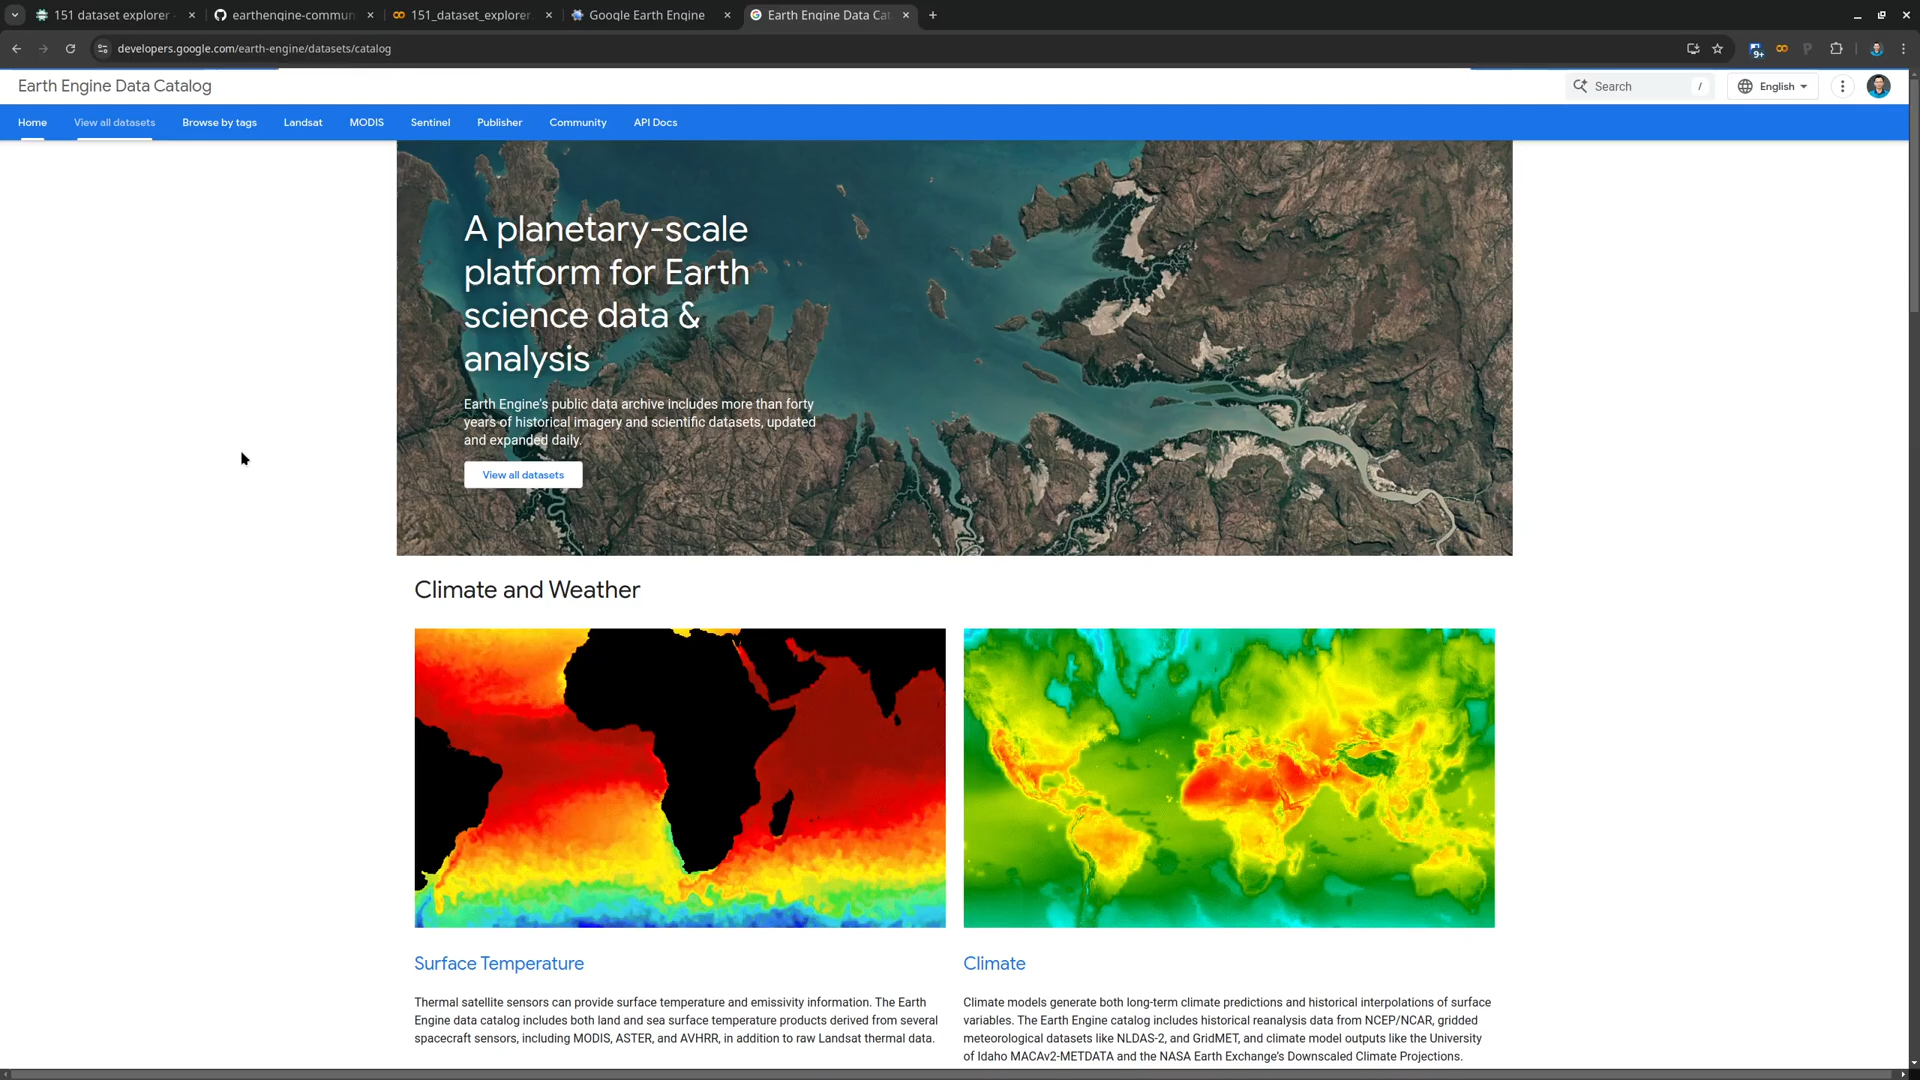 151 dataset explorer
earthengine-commun
151_dataset_explorer.
Google Earth Engine
Earth Engine Data Cat
developers.google.com/earth-engine/datasets/catalog
9+
Earth Engine Data Catalog
Search
/
English
Home
View all datasets
Browse by tags
Landsat
MODIS
Sentinel
Publisher
Community
API Docs
A planetary-scale
platform for Earth
science data &
analysis
Earth Engine's public data archive includes more than forty
years of historical imagery and scientific datasets, updated
and expanded daily.
View all datasets
Climate and Weather
Surface Temperature
Thermal satellite sensors can provide surface temperature and emissivity information. The Earth
Engine data catalog includes both land and sea surface temperature products derived from several
spacecraft sensors, including MODIS, ASTER, and AVHRR, in addition to raw Landsat thermal data.
Climate
Climate models generate both long-term climate predictions and historical interpolations of surface
variables. The Earth Engine catalog includes historical reanalysis data from NCEP/NCAR, gridded
meteorological datasets like NLDAS-2, and GridMET, and climate model outputs like the University
of Idaho MACAv2-METDATA and the NASA Earth Exchange's Downscaled Climate Projections.